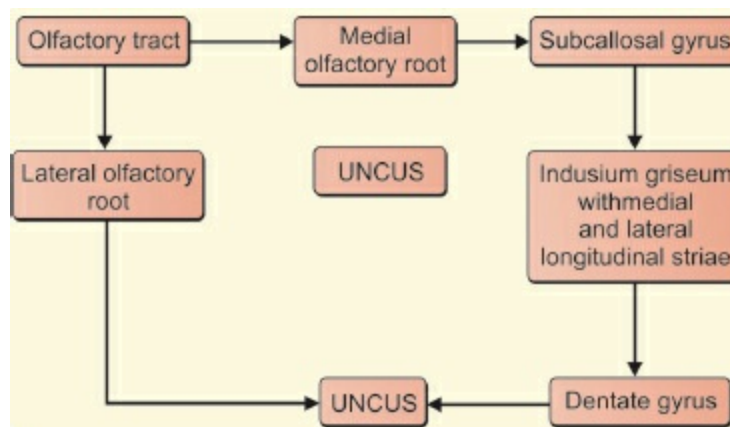 Olfactory tract
Medial
olfactory root
Subcallosal gyrus
Lateral olfactory
root
UNCUS
Indusium griseum
withmedial
and lateral
longitudinal striae
UNCUS
Dentate gyrus